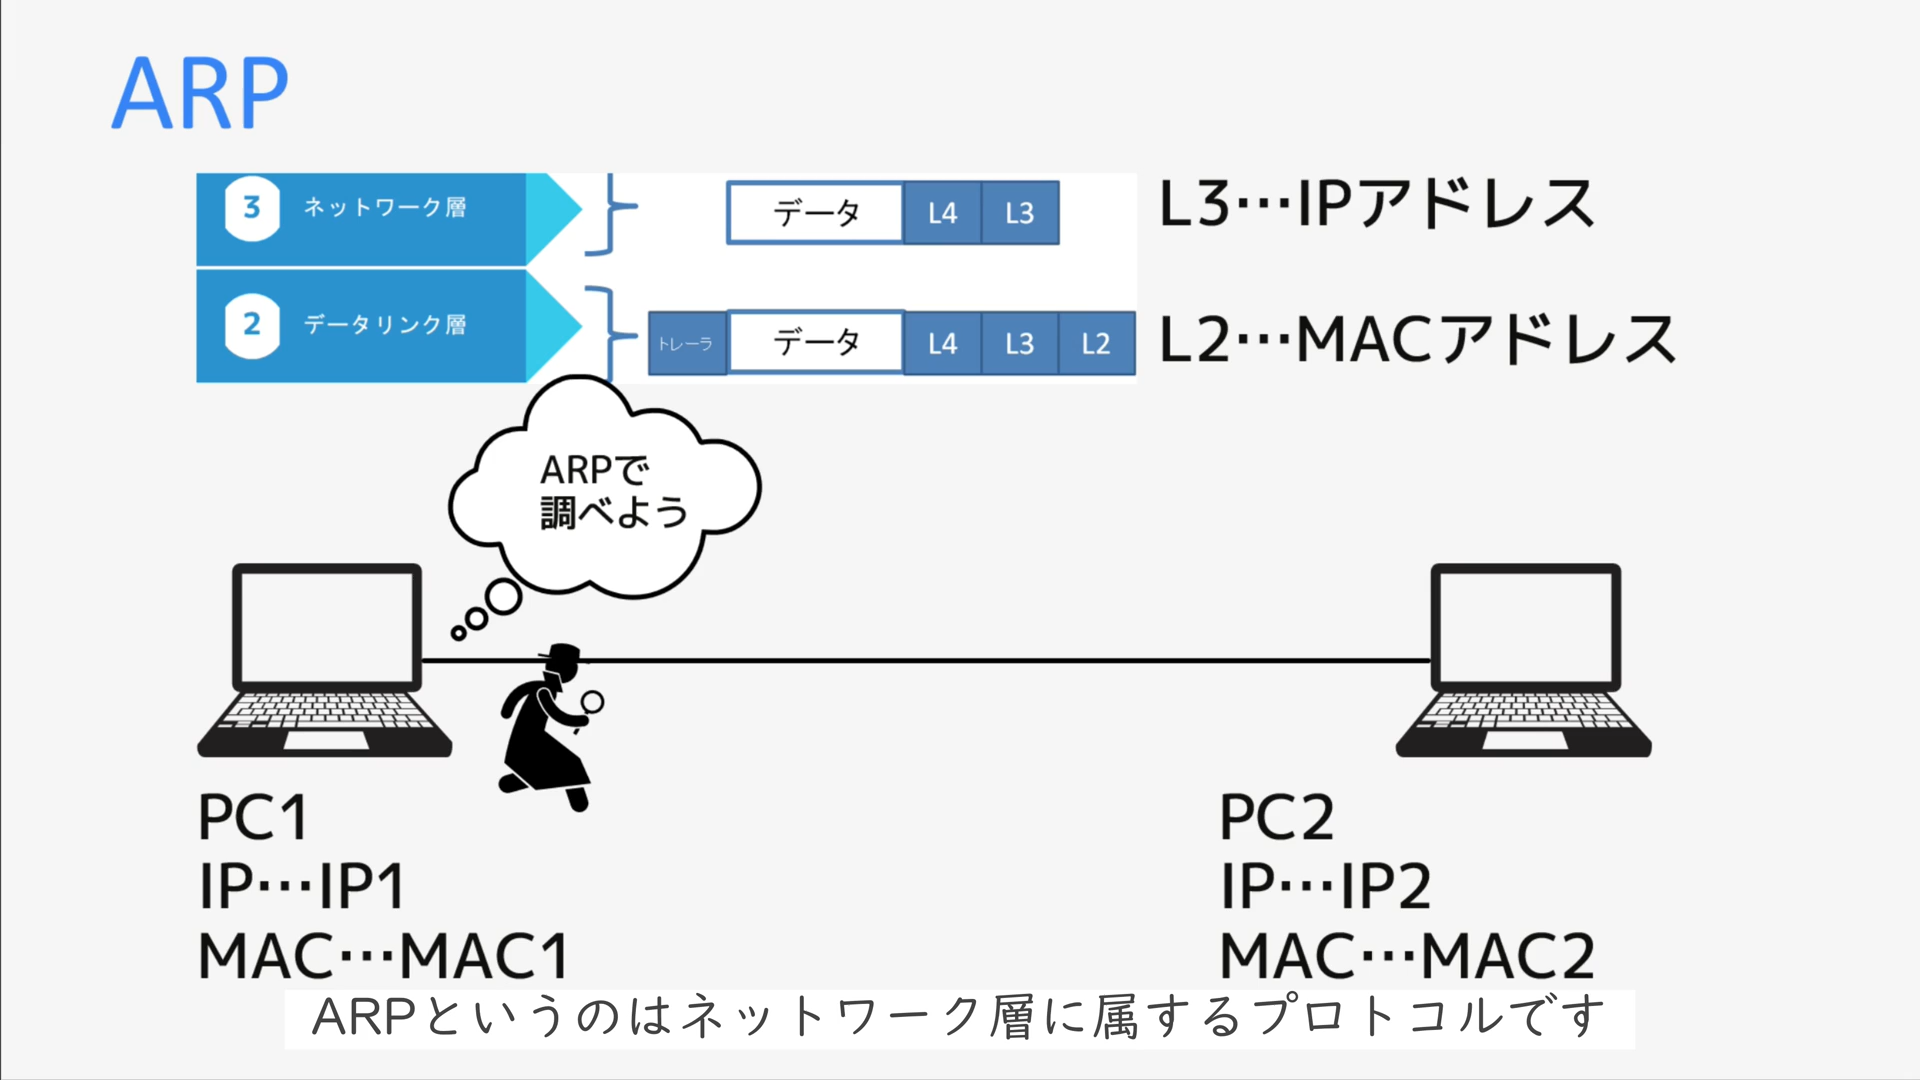 ARP
3 ネットワーク層
データ L4 L3
L3…IPアドレス
2 データリンク層
トレーラ データ L4 L3 L2
L2…MACアドレス
ARPで
調べよう
PC1
IP…IP1
MAC…MAC1
PC2
IP…IP2
MAC…MAC2
ARPというのはネットワーク層に属するプロトコルです